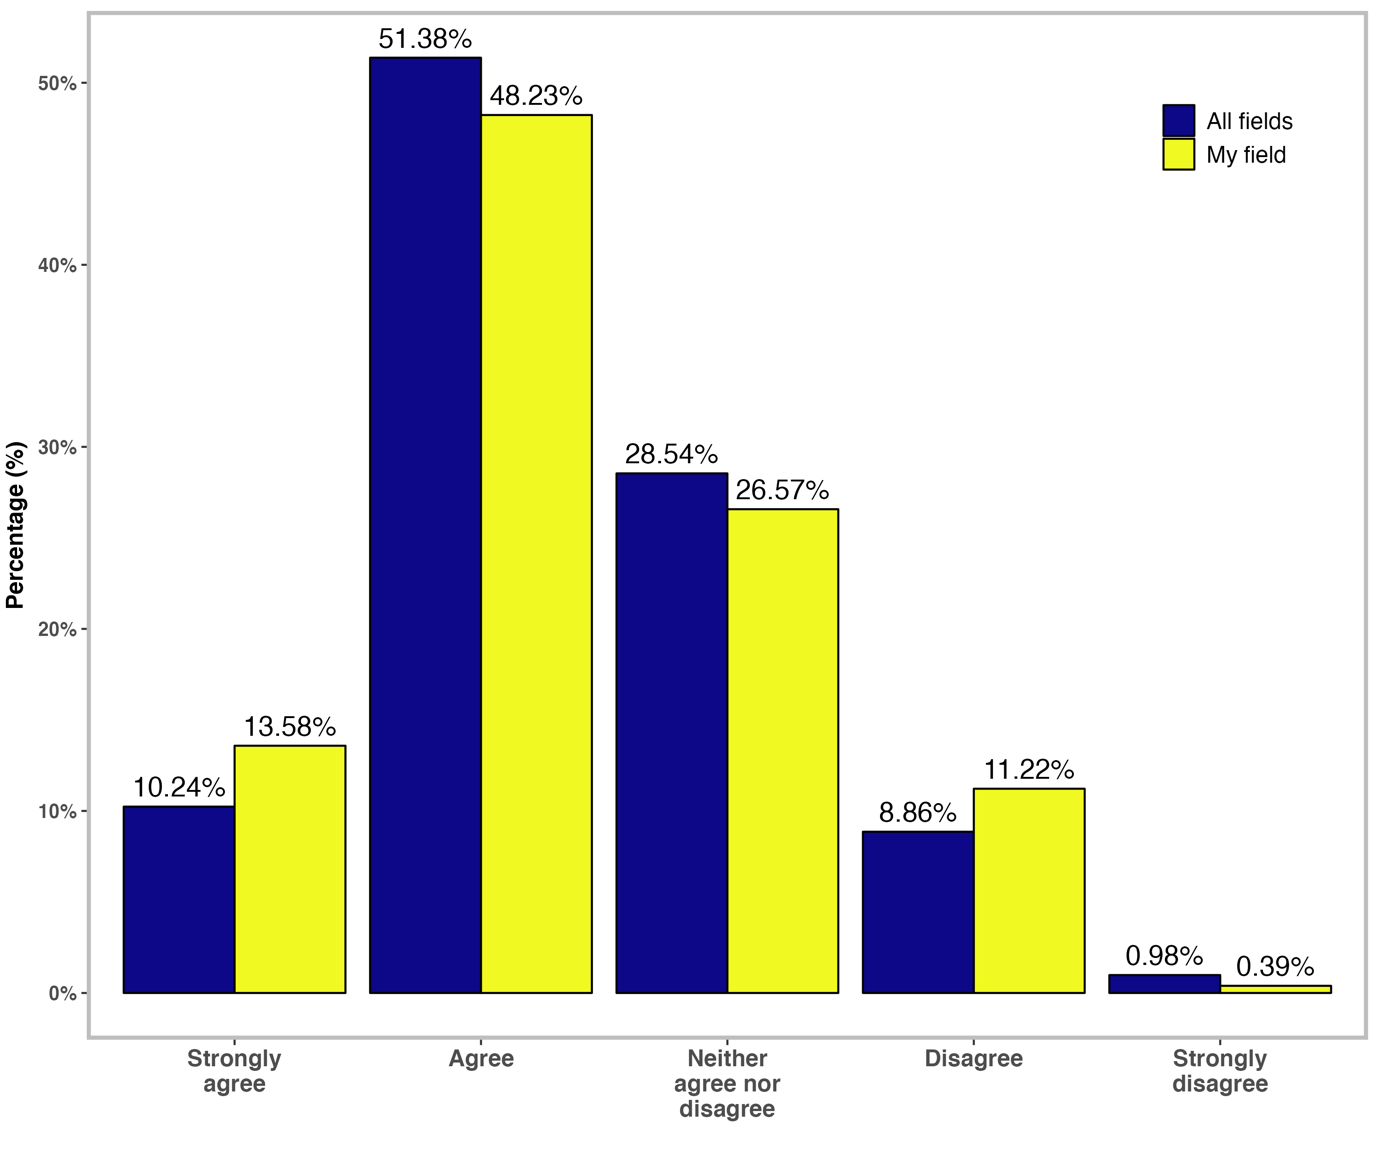 51.38%
48.23%
50%
All fields
My field
40%
Percentage (%)
30%
28.54%
26.57%
20%
13.58%
10.24%
10%
11.22%
8.86%
0.98%
0.39%
0%
Strongly
agree
Agree
Neither
agree nor
disagree
Disagree
Strongly
disagree